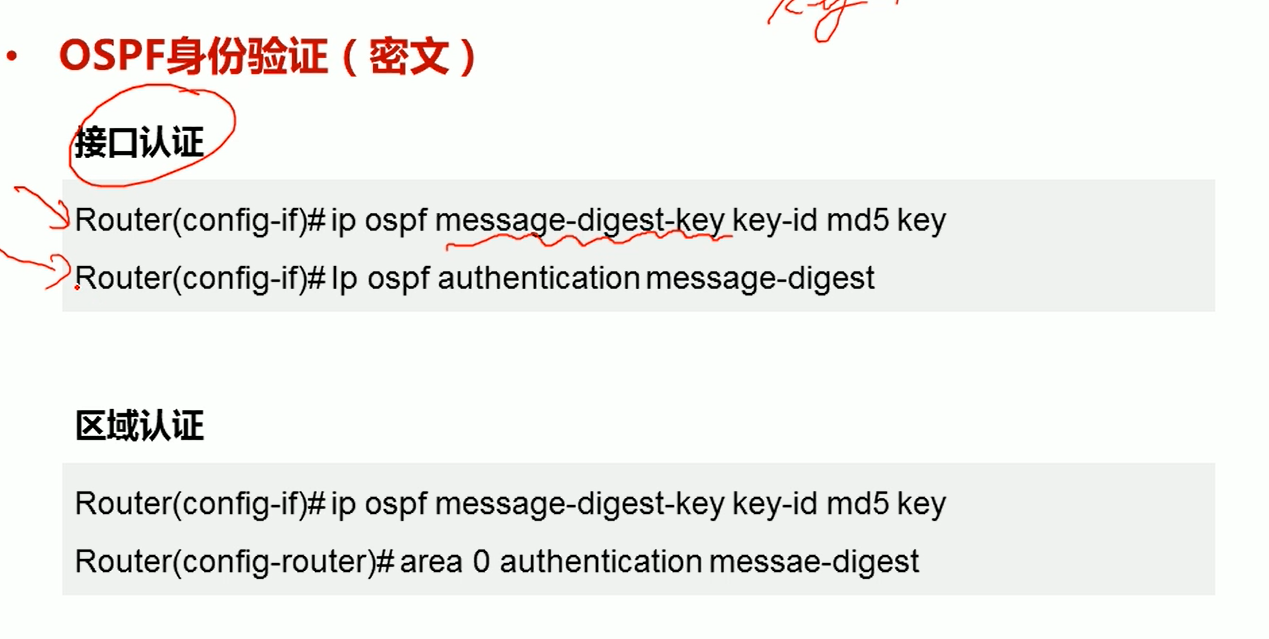 • OSPF身份验证（密文）
接口认证
Router(config-if)# ip ospf message-digest-key key-id md5 key
Router(config-if)# Ip ospf authentication message-digest
区域认证
Router(config-if)# ip ospf message-digest-key key-id md5 key
Router(config-router)# area 0 authentication messae-digest